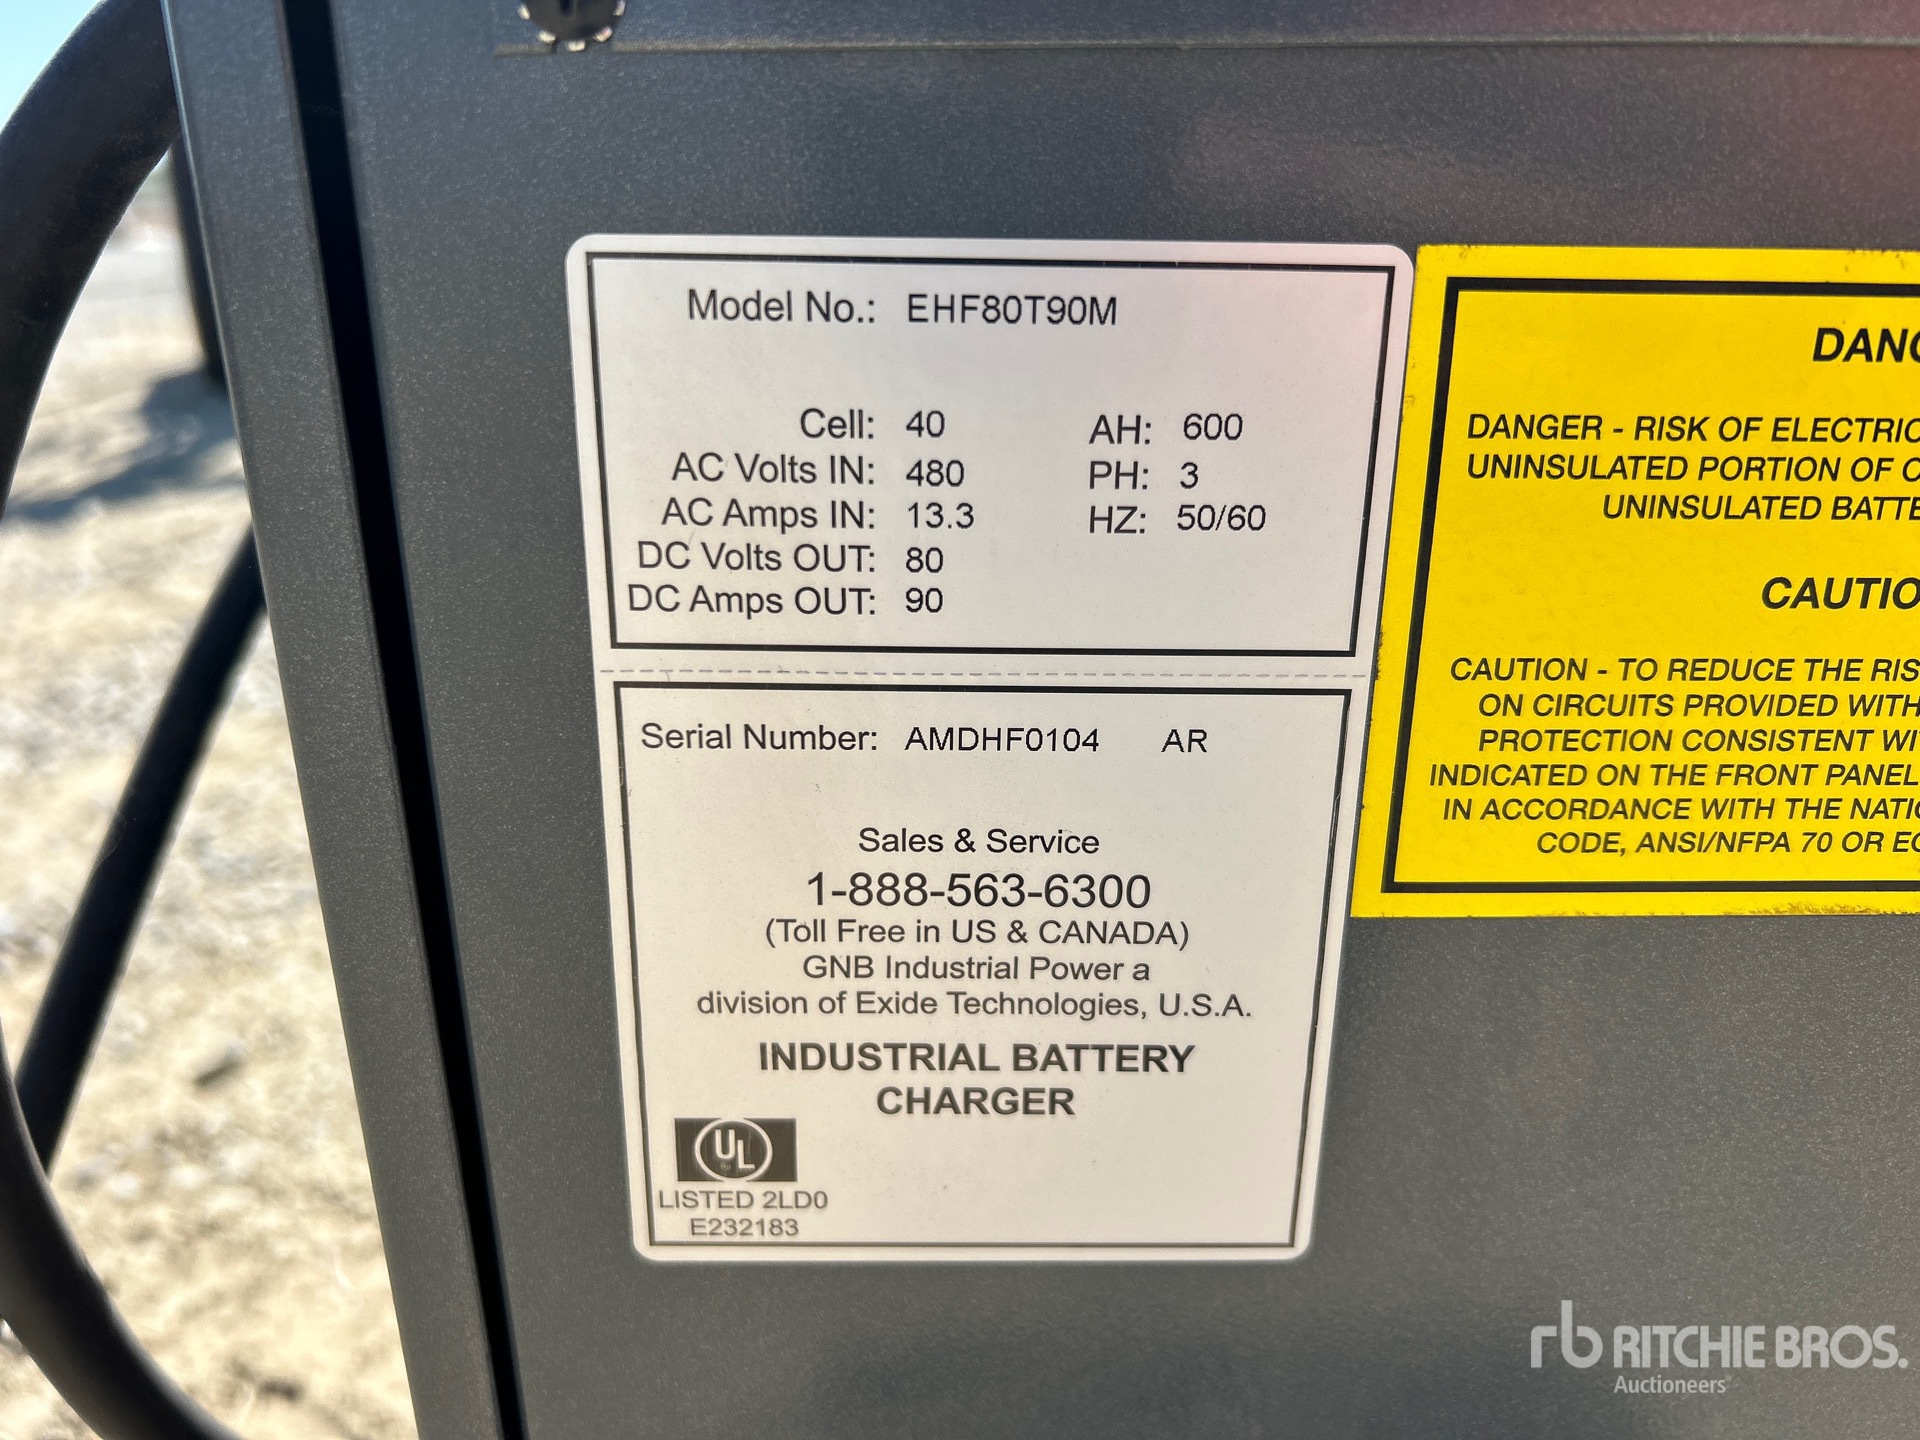 Model No.: EHF80T90M
Cell: 40 AH: 600
AC Volts IN: 480 PH: 3
AC Amps IN: 13.3 HZ: 50/60
DC Volts OUT: 80
DC Amps OUT: 90
Serial Number: AMDHF0104 AR
Sales & Service
1-888-563-6300
(Toll Free in US & CANADA)
GNB Industrial Power a
division of Exide Technologies, U.S.A.
INDUSTRIAL BATTERY
CHARGER
UL
LISTED 2LD0
E232183
DANG
DANGER - RISK OF ELECTRIC
UNINSULATED PORTION OF C
UNINSULATED BATTE
CAUTIO
CAUTION - TO REDUCE THE RIS
ON CIRCUITS PROVIDED WITH
PROTECTION CONSISTENT WI
INDICATED ON THE FRONT PANEL
IN ACCORDANCE WITH THE NATIO
CODE, ANSI/NFPA 70 OR EQ
rb RITCHIE BROS.
Auctioneers